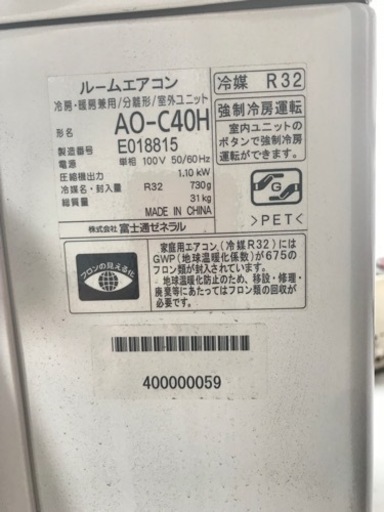 ルームエアコン
冷房・暖房兼用/分離形/室外ユニット
形名 AO-C40H
製造番号 E018815
電源 単相 100V 50/60Hz
圧縮機出力 1.10kW
冷媒名・封入量 R32 730g
総質量 31kg
MADE IN CHINA
株式会社 富士通ゼネラル
冷媒 R32
強制冷房運転
室内ユニットの
ボタンで強制冷房
運転ができます。
G
>PET<
フロンの見える化
家庭用エアコン(冷媒R32)には
GWP(地球温暖化係数)が675の
フロン類が封入されています。
地球温暖化防止のため、移設・修理・
廃棄等にあたってはフロン類の回収が
必要です。
400000059